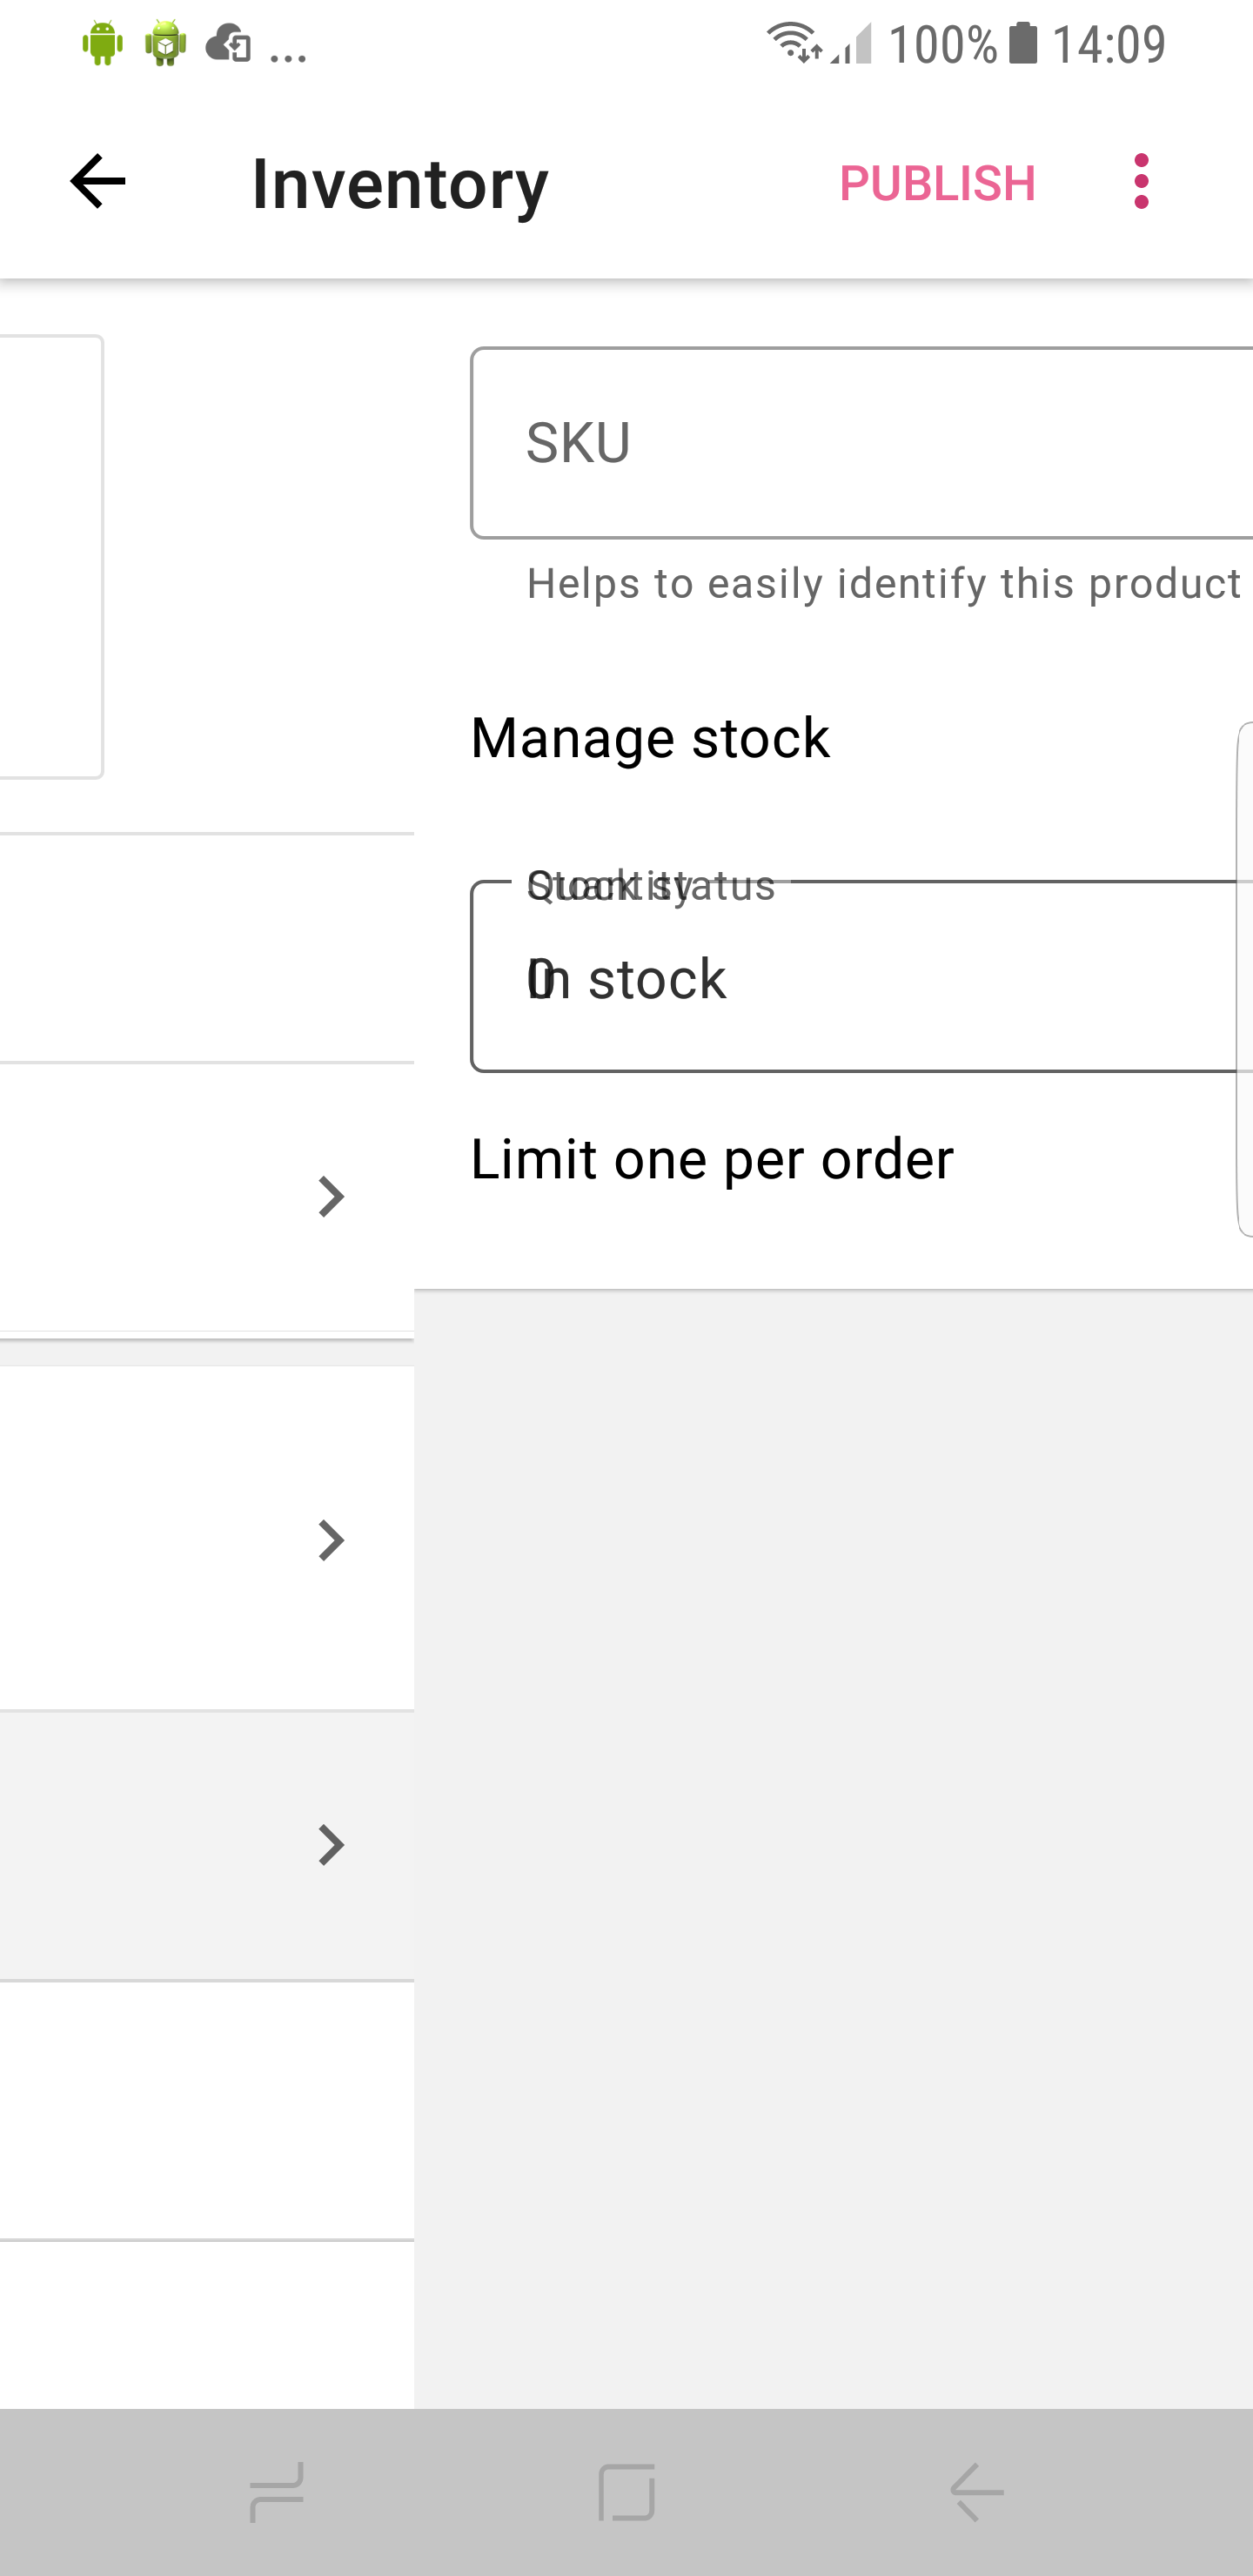 ... 100% 14:09
Inventory PUBLISH
SKU
Helps to easily identify this product
Manage stock
Stock status
Quantity
In stock
0
Limit one per order